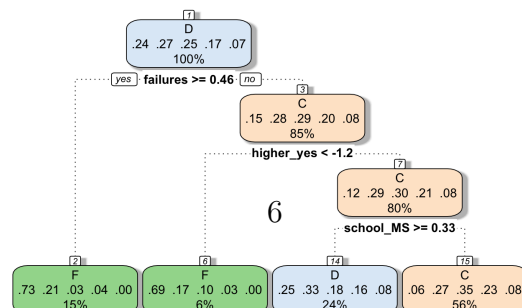 1
D
.24 .27 .25 .17 .07
100%
yes failures >= 0.46 no
3
C
.15 .28 .29 .20 .08
85%
higher_yes < -1.2
7
C
.12 .29 .30 .21 .08
80%
6
school_MS >= 0.33
2 6 14 15
F F D C
.73 .21 .03 .04 .00 .69 .17 .10 .03 .00 .25 .33 .18 .16 .08 .06 .27 .35 .23 .08
15% 6% 24% 56%